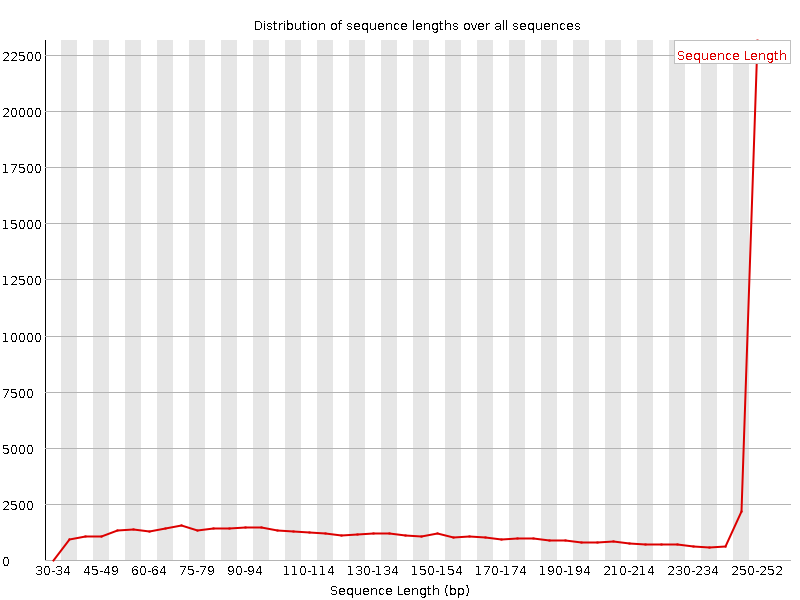 Distribution of sequence lengths over all sequences
Sequence Length
22500
20000
17500
15000
12500
10000
7500
5000
2500
0
30-34 45-49 60-64 75-79 90-94 110-114 130-134 150-154 170-174 190-194 210-214 230-234 250-252
Sequence Length (bp)